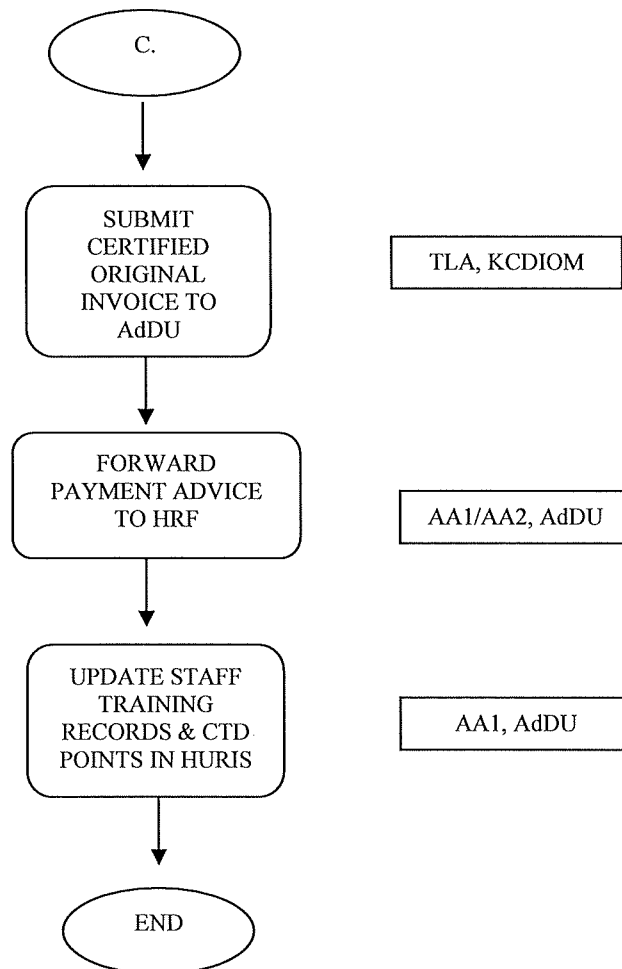 C.
SUBMIT
CERTIFIED
ORIGINAL
INVOICE TO
AdDU
TLA, KCDIOM
FORWARD
PAYMENT ADVICE
TO HRF
AA1/AA2, AdDU
UPDATE STAFF
TRAINING
RECORDS & CTD
POINTS IN HURIS
AA1, AdDU
END